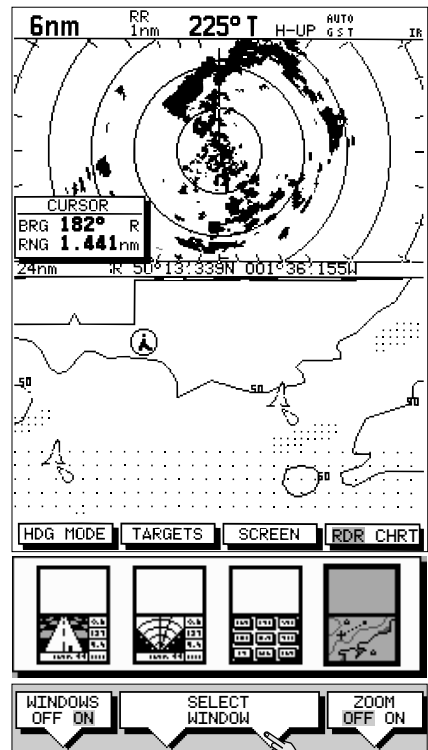 6nm RR 1nm 225° T H-UP AUTO G S T IR
CURSOR
BRG 182° R
RNG 1.441nm
24nm R 50°13'.339N 001°36'.155W
50
50
50
50
HDG MODE TARGETS SCREEN RDR CHRT
WINDOWS OFF ON
SELECT WINDOW
ZOOM OFF ON